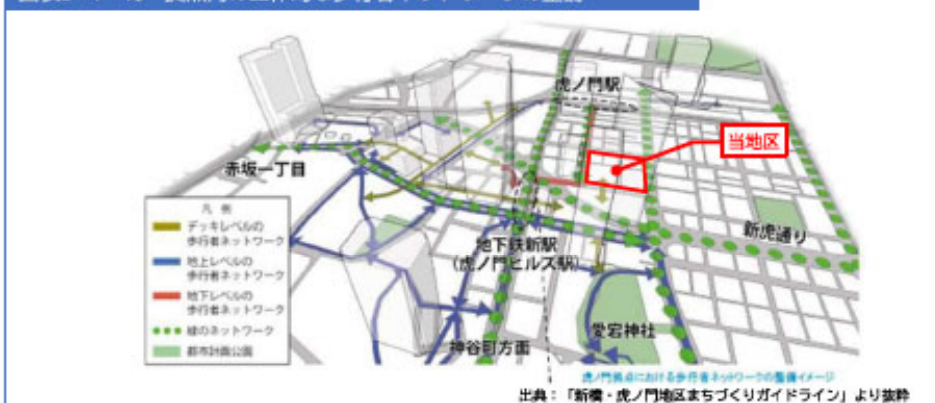 虎ノ門駅
当地区
赤坂一丁目
凡例
デッキレベルの
歩行者ネットワーク
地上レベルの
歩行者ネットワーク
地下レベルの
歩行者ネットワーク
緑のネットワーク
都市計画公園
新虎通り
地下鉄新駅
(虎ノ門ヒルズ駅)
愛宕神社
神谷町方面
虎ノ門拠点における歩行者ネットワークの整備イメージ
出典：「新橋・虎ノ門地区まちづくりガイドライン」より抜粋